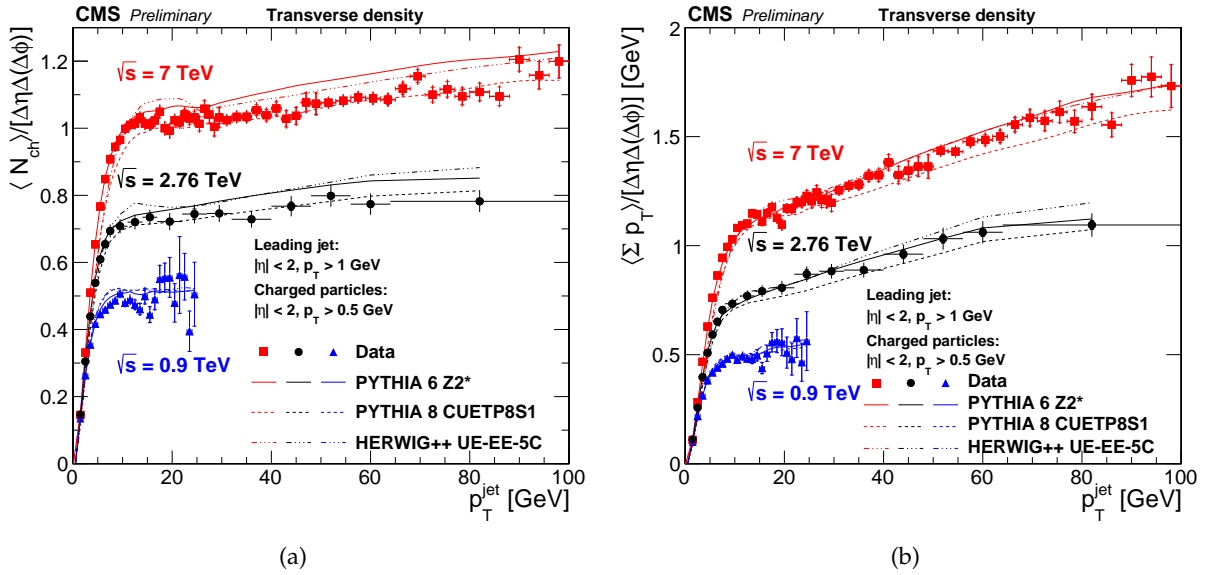 CMS Preliminary Transverse density
⟨ N_ch⟩/[ΔηΔ(Δϕ)]
1.2
1
0.8
0.6
0.4
0.2
0
√s = 7 TeV
√s = 2.76 TeV
Leading jet:
|η| < 2, p_T > 1 GeV
Charged particles:
|η| < 2, p_T > 0.5 GeV
√s = 0.9 TeV
Data
PYTHIA 6 Z2*
PYTHIA 8 CUETP8S1
HERWIG++ UE-EE-5C
0 20 40 60 80 100
p_T^jet [GeV]
(a)
CMS Preliminary Transverse density
⟨Σ p_T⟩/[ΔηΔ(Δϕ)] [GeV]
2
1.5
1
0.5
0
√s = 7 TeV
√s = 2.76 TeV
Leading jet:
|η| < 2, p_T > 1 GeV
Charged particles:
|η| < 2, p_T > 0.5 GeV
√s = 0.9 TeV
Data
PYTHIA 6 Z2*
PYTHIA 8 CUETP8S1
HERWIG++ UE-EE-5C
0 20 40 60 80 100
p_T^jet [GeV]
(b)